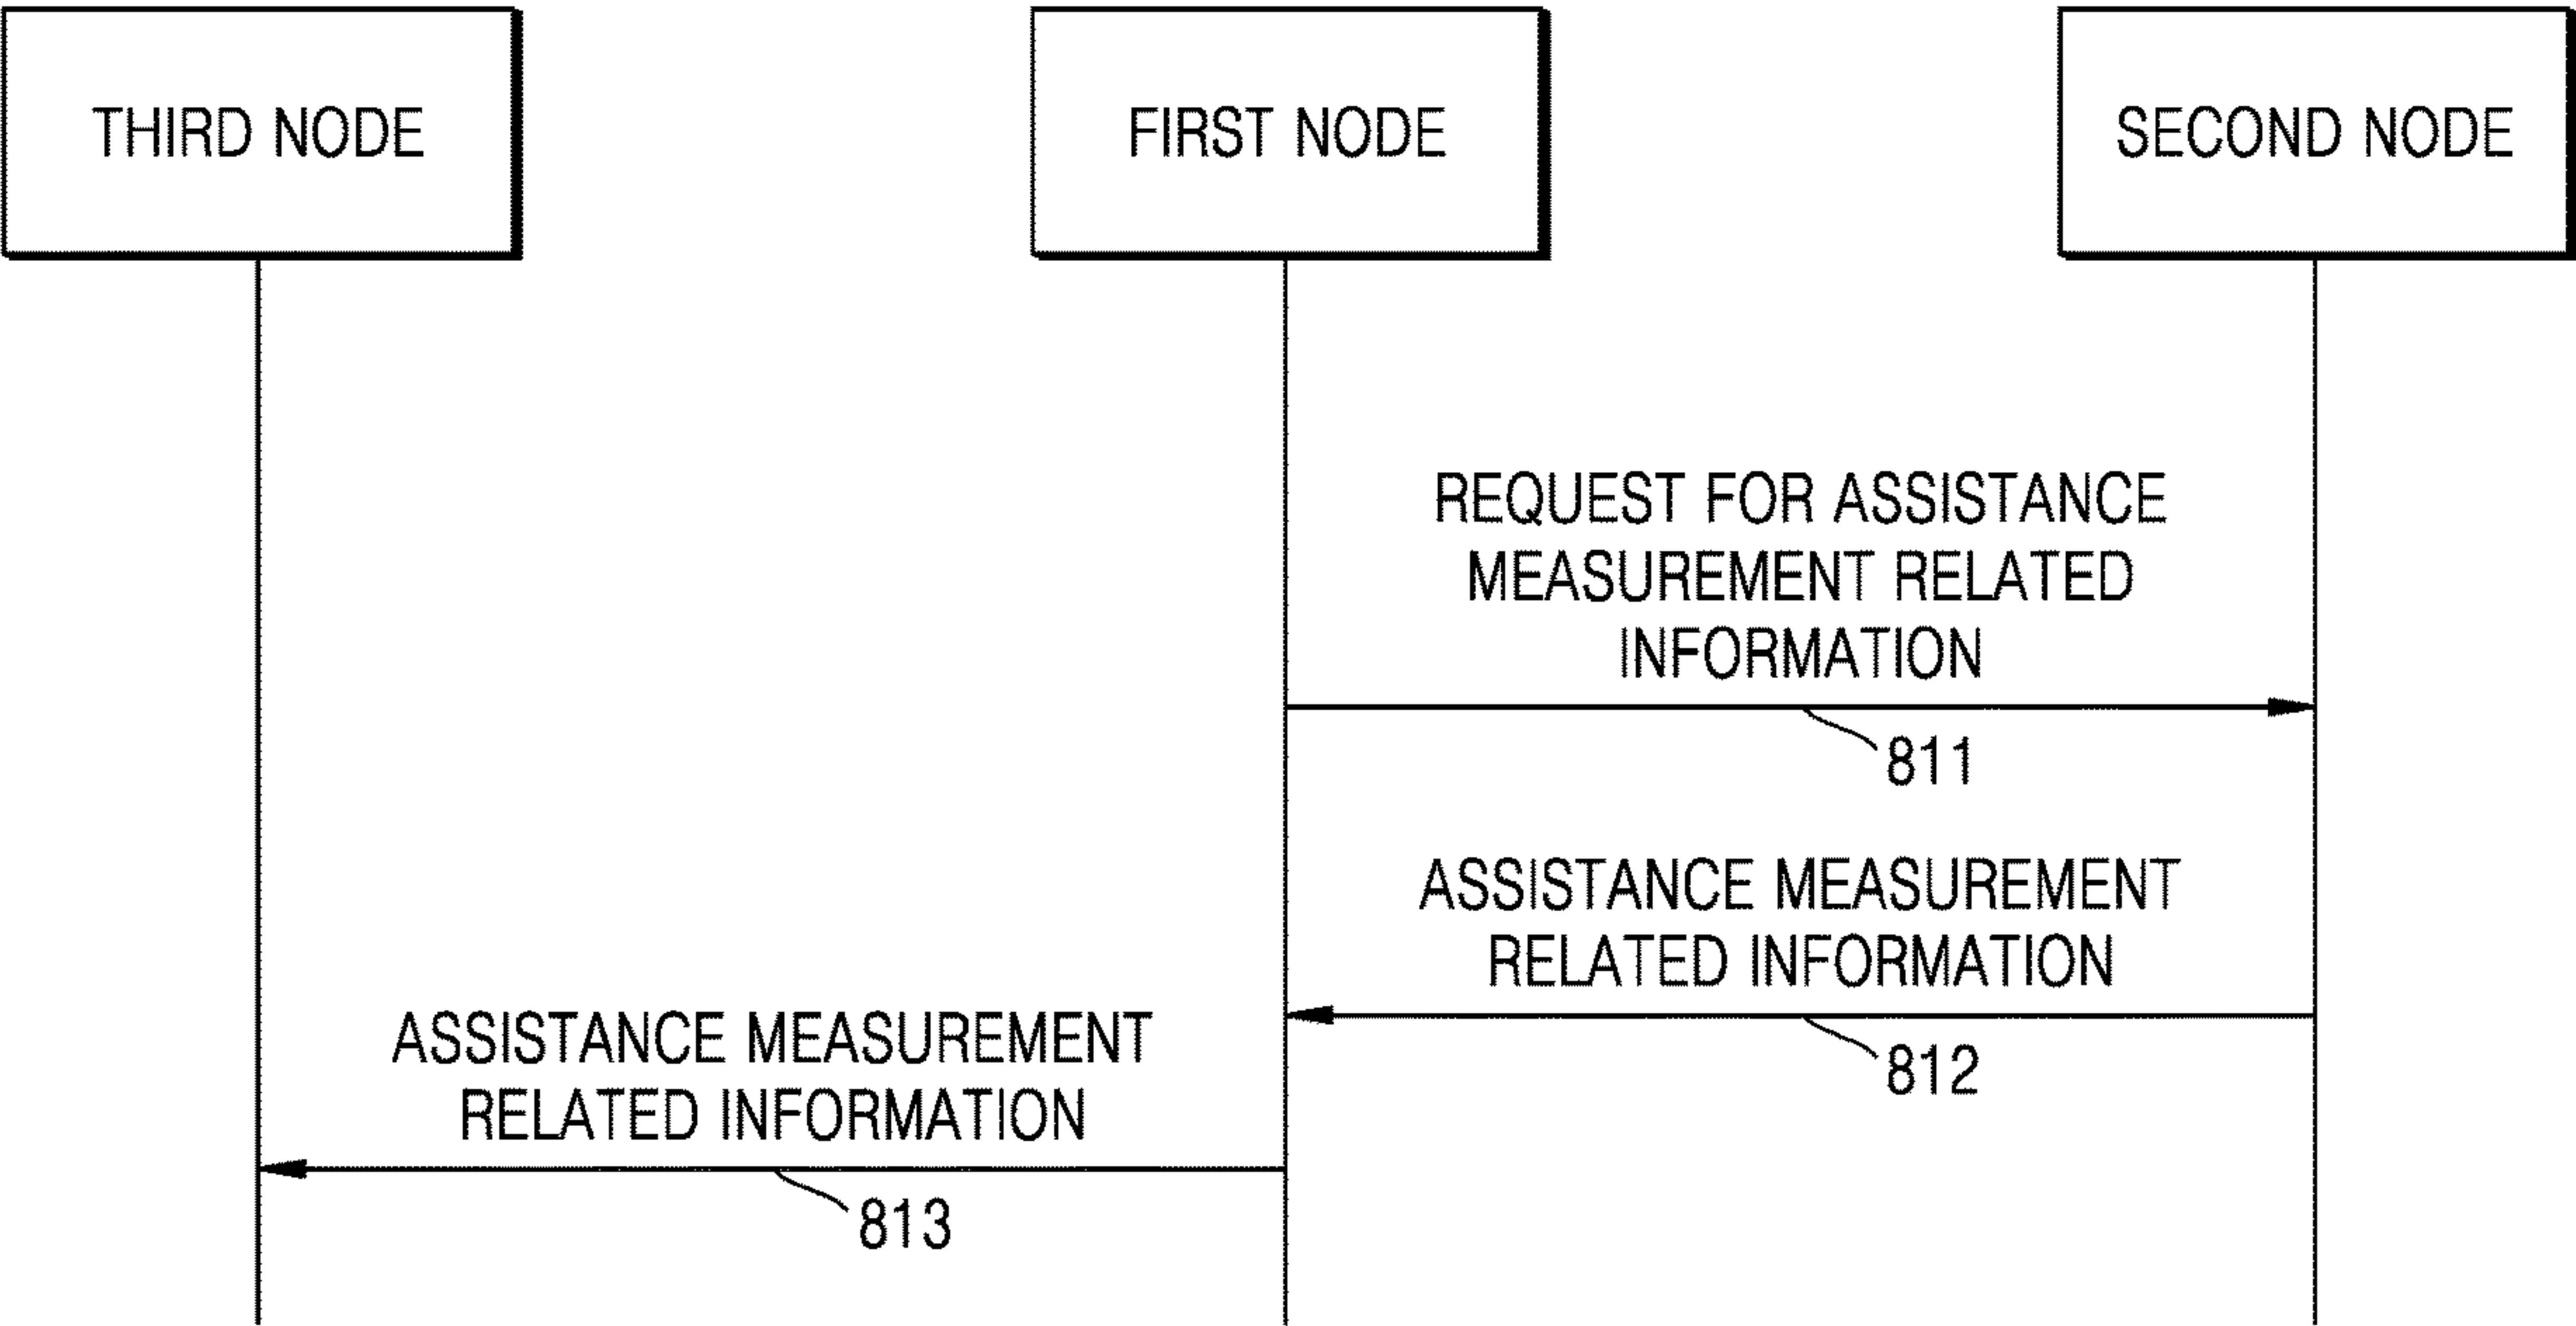 THIRD NODE
FIRST NODE
SECOND NODE
REQUEST FOR ASSISTANCE
MEASUREMENT RELATED
INFORMATION
811
ASSISTANCE MEASUREMENT
RELATED INFORMATION
812
ASSISTANCE MEASUREMENT
RELATED INFORMATION
813